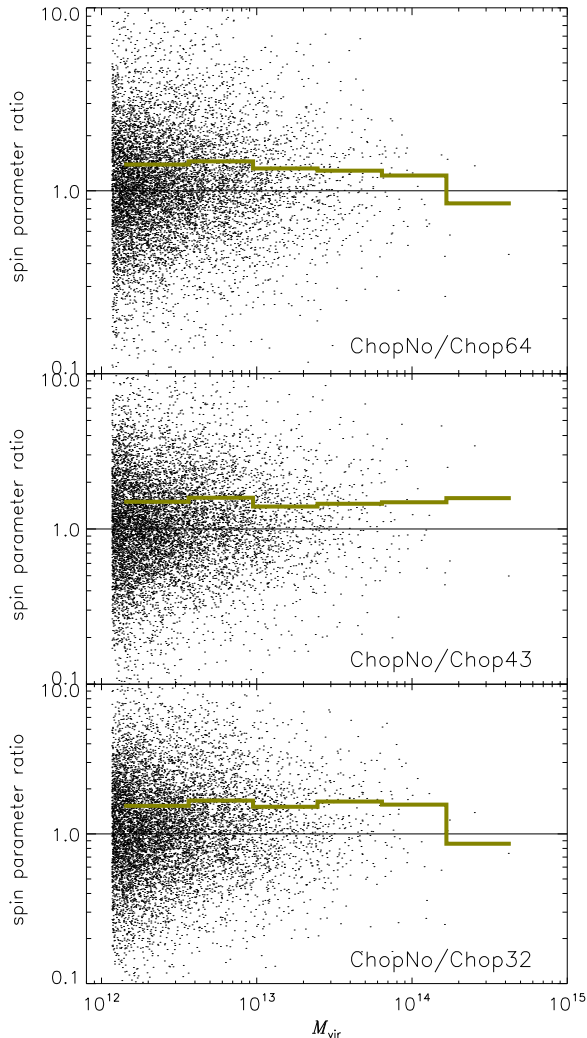 10.0
1.0
spin parameter ratio
ChopNo/Chop64
0.1
10.0
1.0
spin parameter ratio
ChopNo/Chop43
0.1
10.0
1.0
spin parameter ratio
ChopNo/Chop32
0.1
10¹² 10¹³ 10¹⁴ 10¹⁵
M_vir